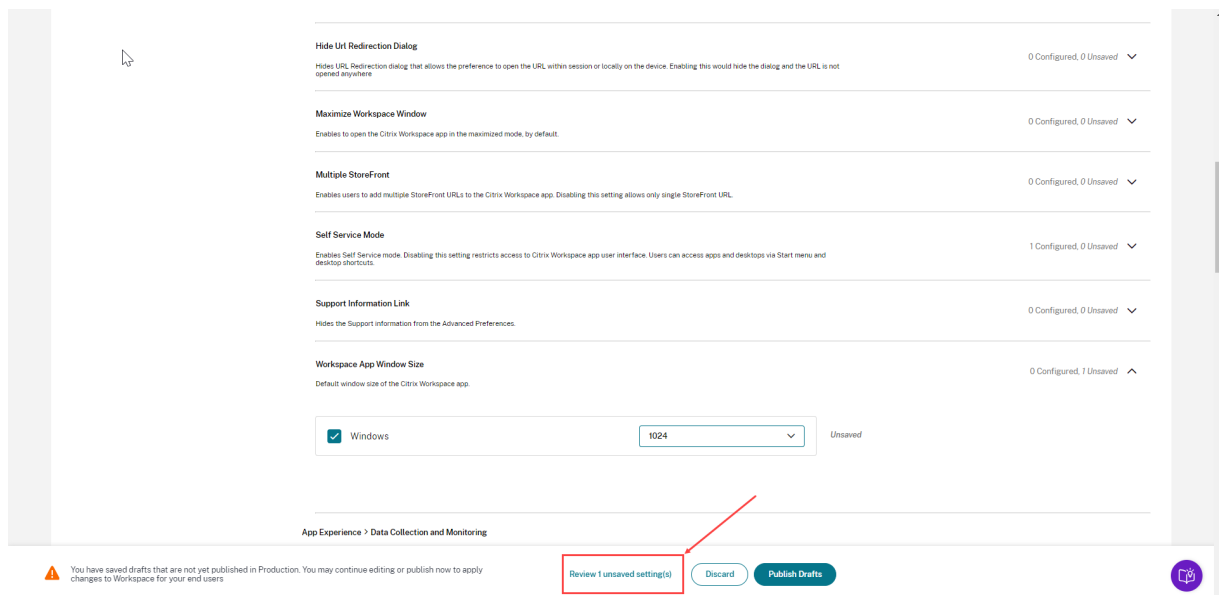 Hide Url Redirection Dialog
Hides URL Redirection dialog that allows the preference to open the URL within session or locally on the device. Enabling this would hide the dialog and the URL is not
opened anywhere
0 Configured, 0 Unsaved
Maximize Workspace Window
Enables to open the Citrix Workspace app in the maximized mode, by default.
0 Configured, 0 Unsaved
Multiple StoreFront
Enables users to add multiple StoreFront URLs to the Citrix Workspace app. Disabling this setting allows only single StoreFront URL.
0 Configured, 0 Unsaved
Self Service Mode
Enables Self Service mode. Disabling this setting restricts access to Citrix Workspace app user interface. Users can access apps and desktops via Start menu and
desktop shortcuts.
1 Configured, 0 Unsaved
Support Information Link
Hides the Support information from the Advanced Preferences.
0 Configured, 0 Unsaved
Workspace App Window Size
Default window size of the Citrix Workspace app.
0 Configured, 1 Unsaved
Windows
1024
Unsaved
App Experience > Data Collection and Monitoring
You have saved drafts that are not yet published in Production. You may continue editing or publish now to apply
changes to Workspace for your end users
Review 1 unsaved setting(s)
Discard
Publish Drafts